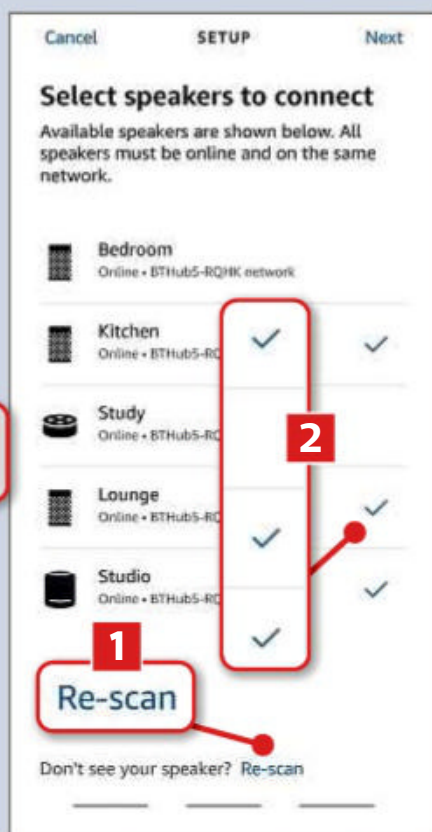 Cancel SETUP Next
Select speakers to connect
Available speakers are shown below. All
speakers must be online and on the same
network.
Bedroom
Online • BTHub5-RQHK network
Kitchen
Online • BTHub5-RQ
Study
Online • BTHub5-RQ
2
Lounge
Online • BTHub5-RQ
Studio
Online • BTHub5-RQ
1
Re-scan
Don't see your speaker? Re-scan